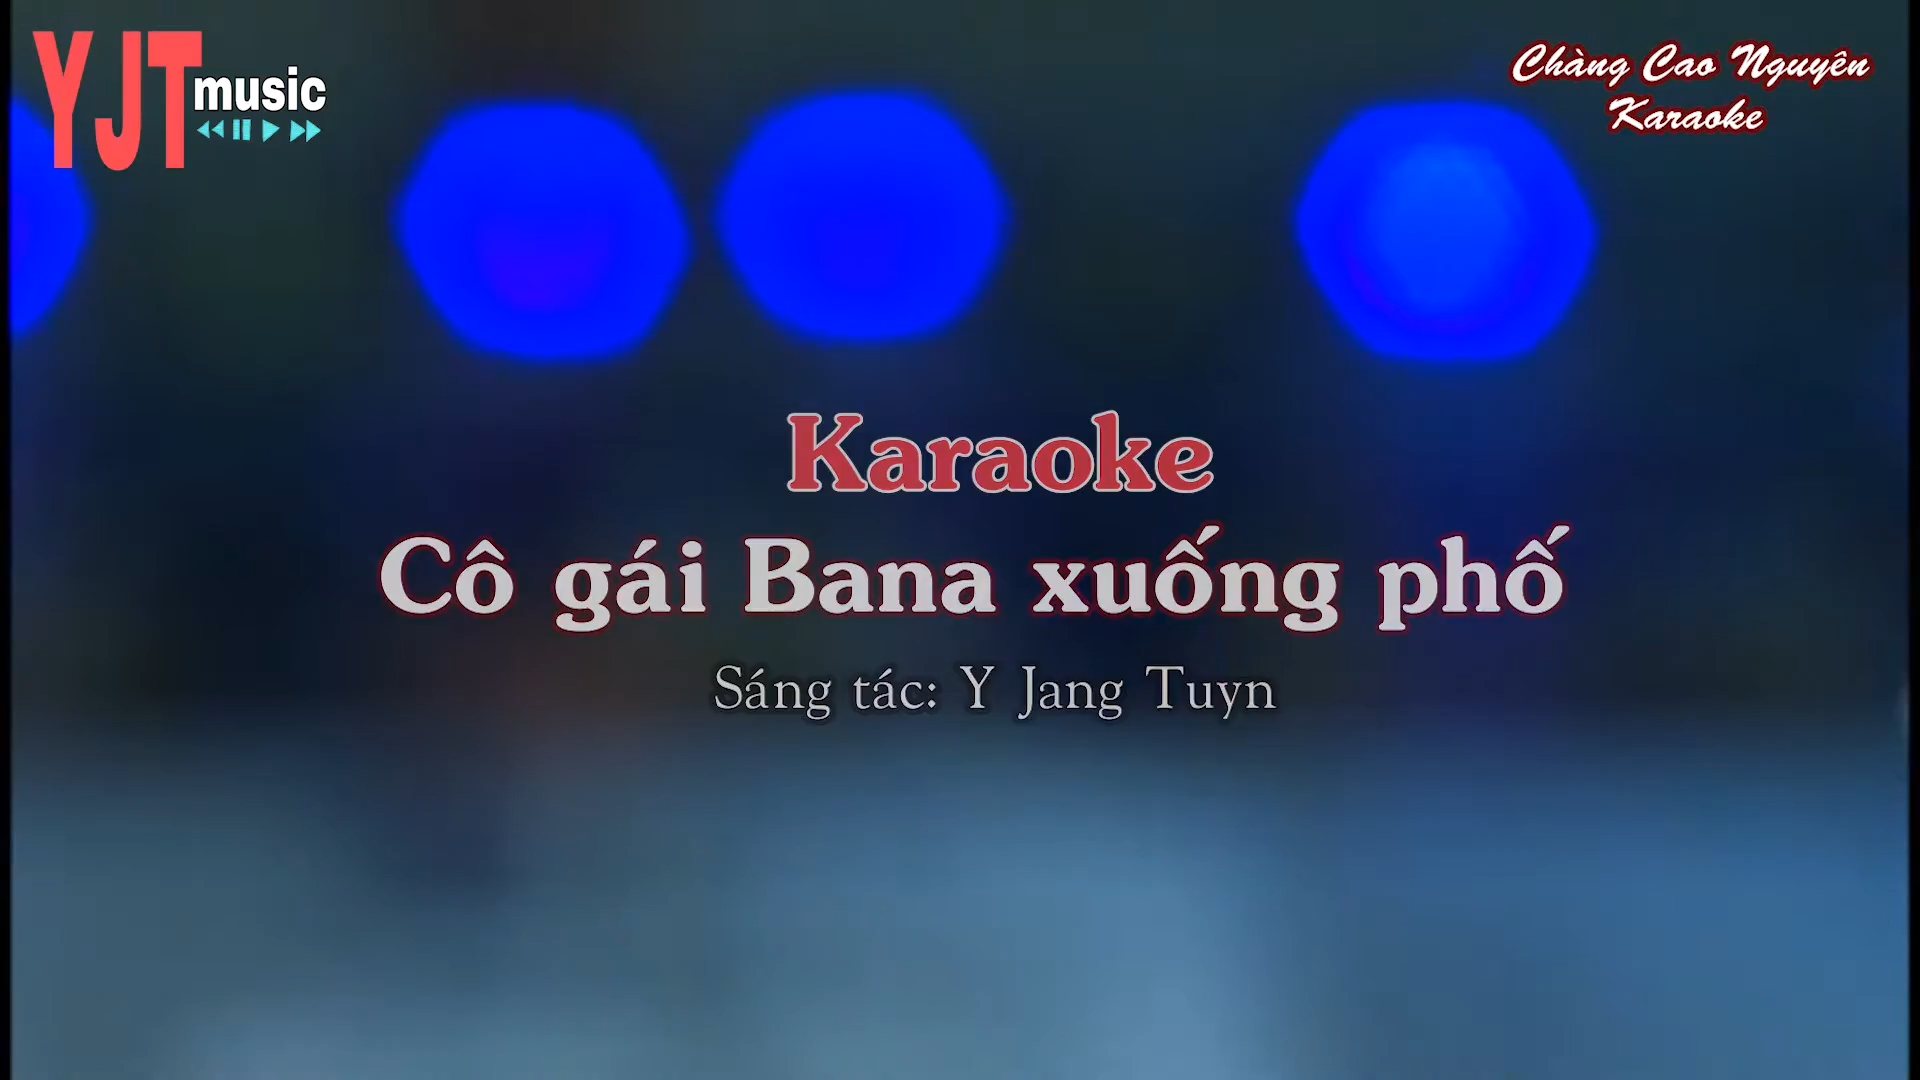 YJT music
Chàng Cao Nguyên
Karaoke
Karaoke
Cô gái Bana xuống phố
Sáng tác: Y Jang Tuyn